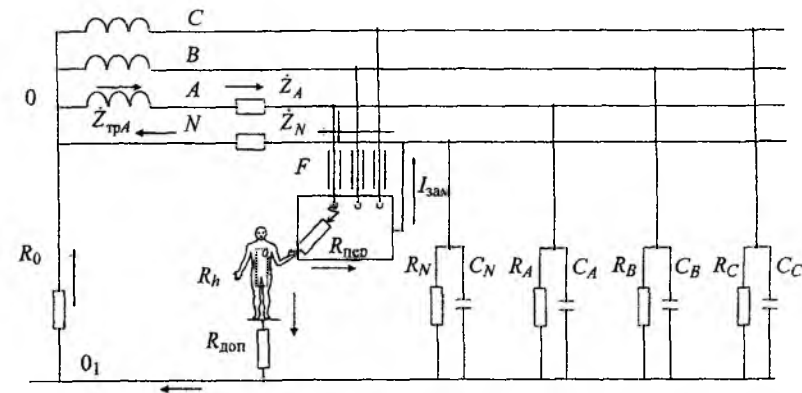 C
B
0 A Ż_A
Ż_трA N Ż_N
F I_зам
R_0 R_h R_пер R_N C_N R_A C_A R_B C_B R_C C_C
R_доп
0_1